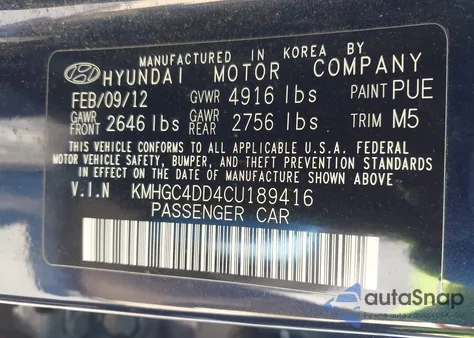 MANUFACTURED IN KOREA BY
HYUNDAI MOTOR COMPANY
FEB/09/12 GVWR 4916 lbs PAINT PUE
GAWR FRONT 2646 lbs GAWR REAR 2756 lbs TRIM M5
THIS VEHICLE CONFORMS TO ALL APPLICABLE U.S.A. FEDERAL
MOTOR VEHICLE SAFETY, BUMPER, AND THEFT PREVENTION STANDARDS
IN EFFECT ON THE DATE OF MANUFACTURE SHOWN ABOVE
V.I.N KMHGC4DD4CU189416
PASSENGER CAR
autoSnap